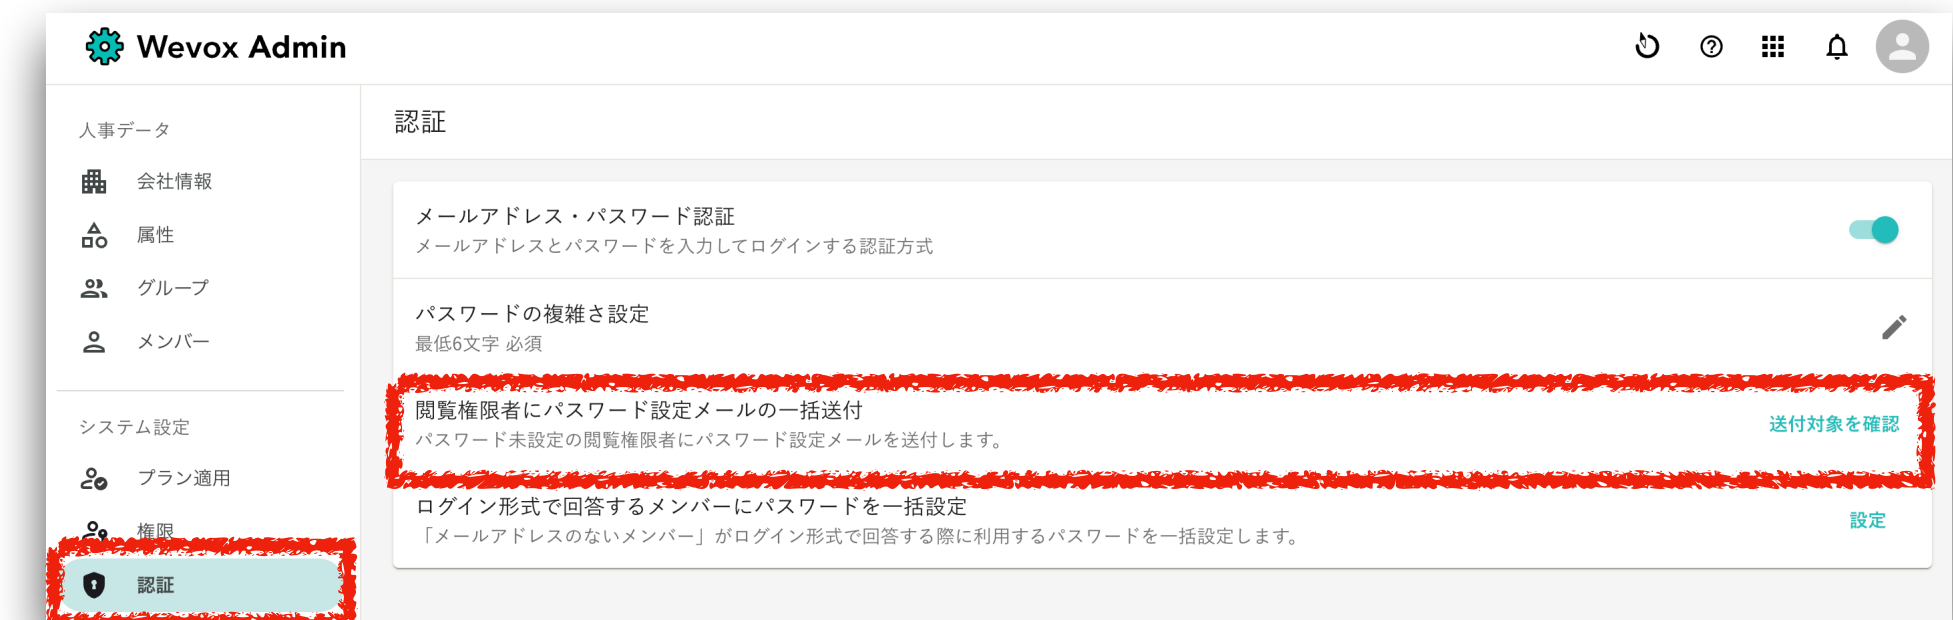 Wevox Admin
人事データ
会社情報
属性
グループ
メンバー
システム設定
プラン適用
権限
認証
認証
メールアドレス・パスワード認証
メールアドレスとパスワードを入力してログインする認証方式
パスワードの複雑さ設定
最低6文字 必須
閲覧権限者にパスワード設定メールの一括送付
パスワード未設定の閲覧権限者にパスワード設定メールを送付します。
送付対象を確認
ログイン形式で回答するメンバーにパスワードを一括設定
「メールアドレスのないメンバー」がログイン形式で回答する際に利用するパスワードを一括設定します。
設定